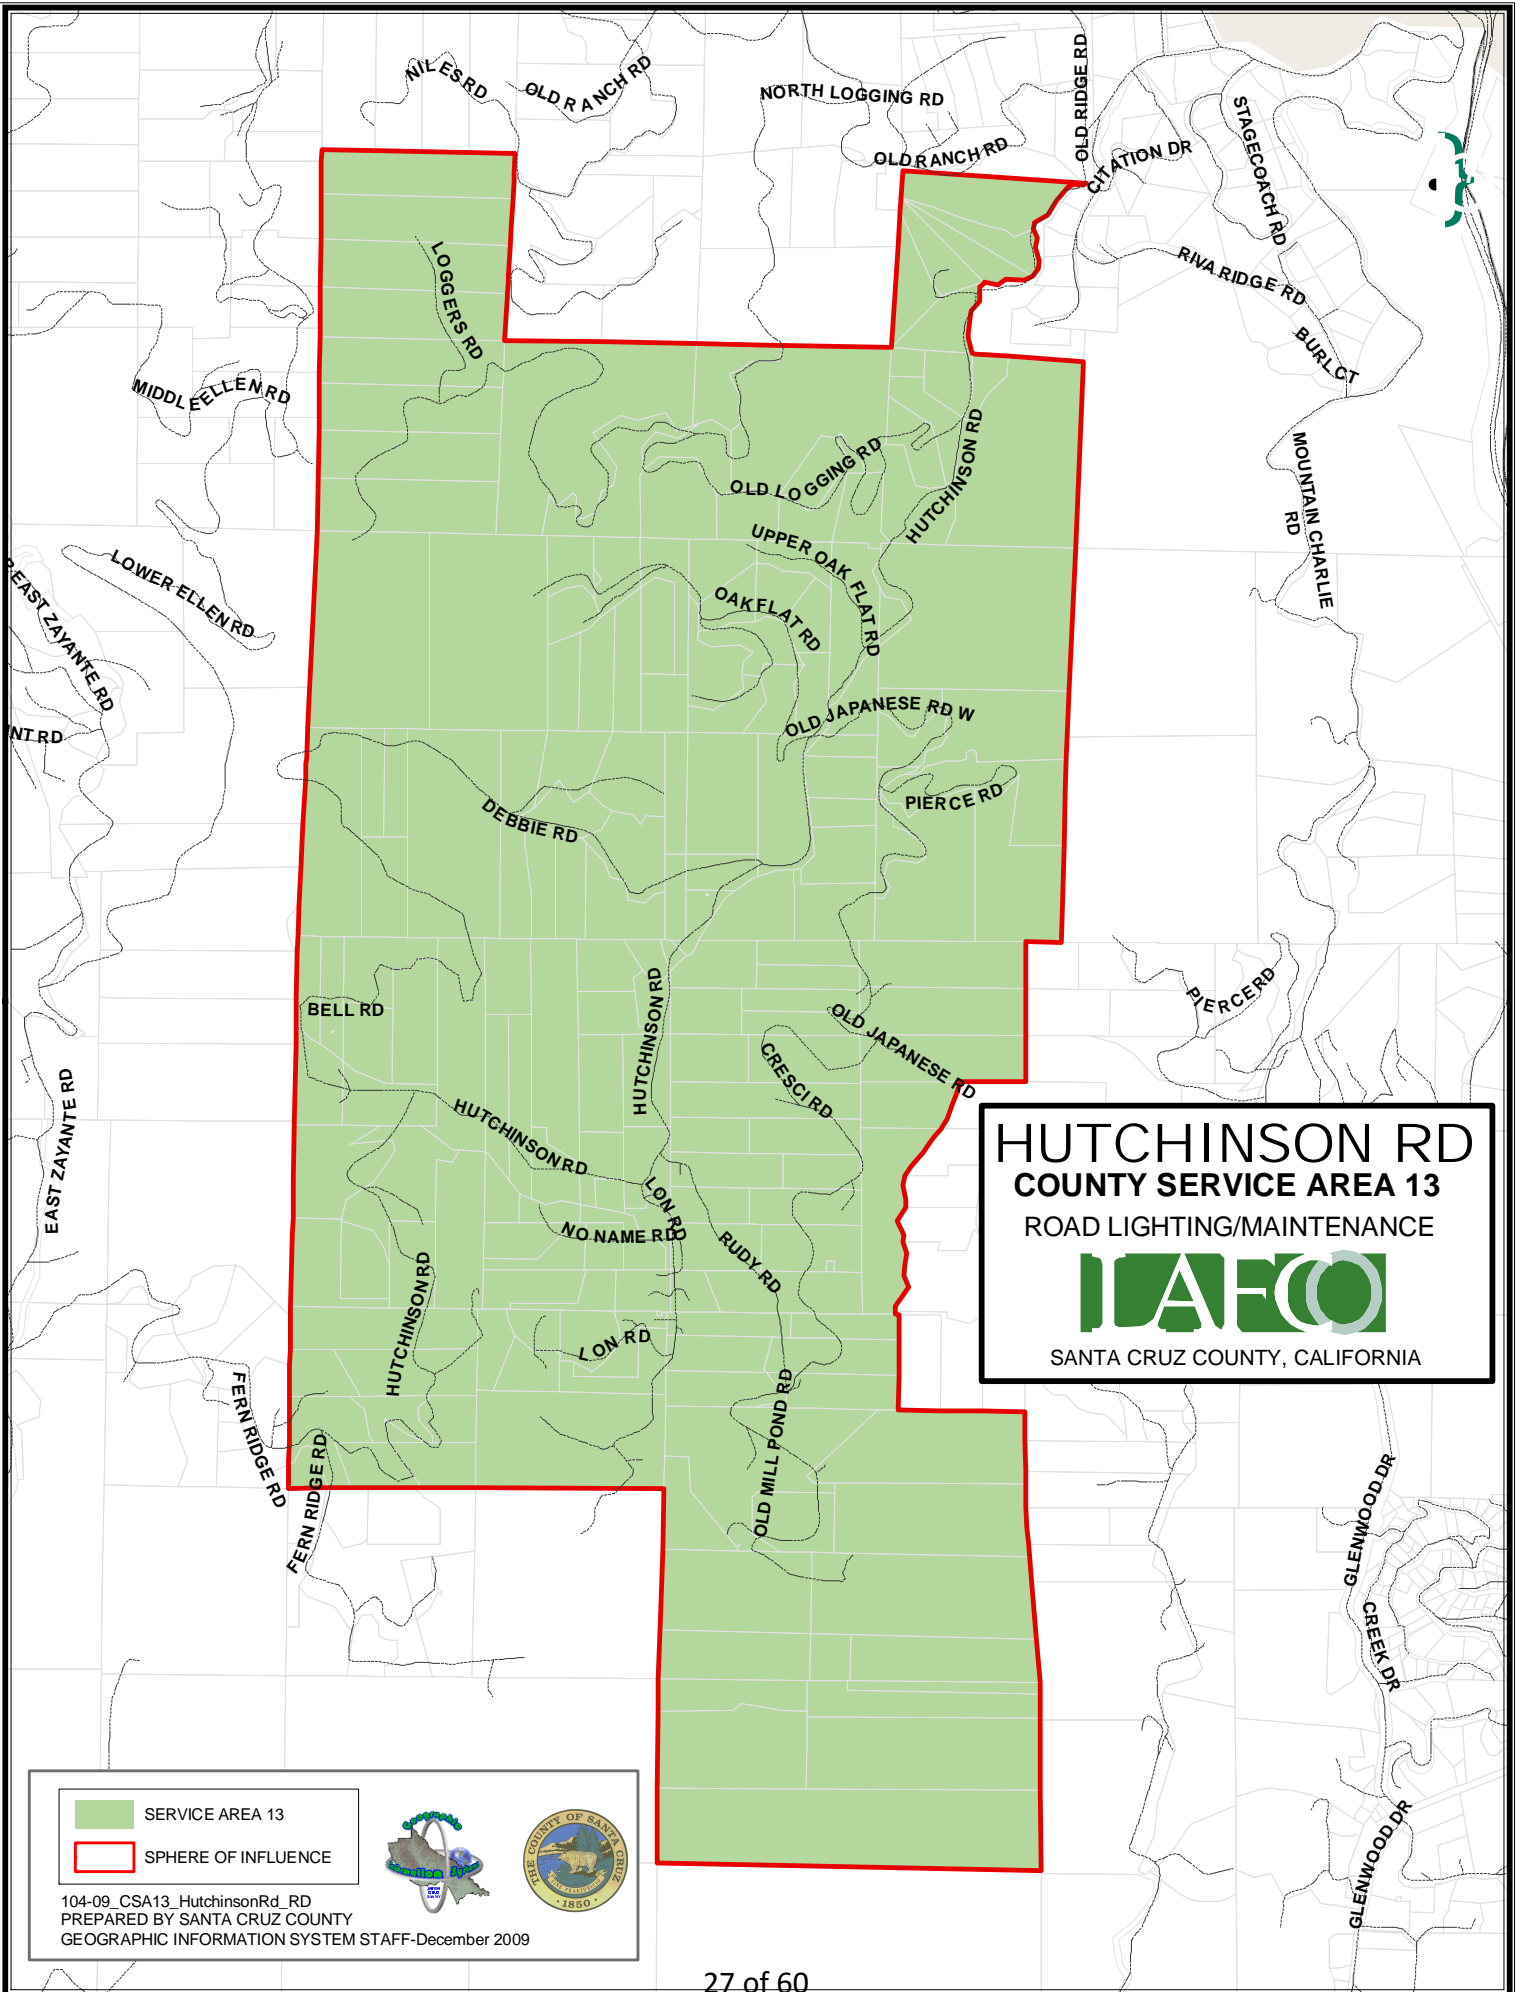 NILES RD
OLD RANCH RD
NORTH LOGGING RD
OLD RIDGE RD
OLD RANCH RD
CITATION DR
STAGECOACH RD
RIVA RIDGE RD
BURL CT
LOGGERS RD
MIDDLE ELLEN RD
HUTCHINSON RD
OLD LOGGING RD
MOUNTAIN CHARLIE
RD
UPPER OAK FLAT RD
OAK FLAT RD
LOWER ELLEN RD
EAST ZAYANTE RD
NT RD
OLD JAPANESE RD W
PIERCE RD
DEBBIE RD
BELL RD
HUTCHINSON RD
OLD JAPANESE RD
CRESCI RD
PIERCE RD
EAST ZAYANTE RD
HUTCHINSON RD
LON RD
NO NAME RD
RUDY RD
HUTCHINSON RD
LON RD
OLD MILL POND RD
FERN RIDGE RD
FERN RIDGE RD
HUTCHINSON RD
COUNTY SERVICE AREA 13
ROAD LIGHTING/MAINTENANCE
LAFCO
SANTA CRUZ COUNTY, CALIFORNIA
GLENWOOD DR
CREEK DR
GLENWOOD DR
SERVICE AREA 13
SPHERE OF INFLUENCE
Geographic
Information System
THE COUNTY OF SANTA CRUZ
1850
104-09_CSA13_HutchinsonRd_RD
PREPARED BY SANTA CRUZ COUNTY
GEOGRAPHIC INFORMATION SYSTEM STAFF-December 2009
27 of 60